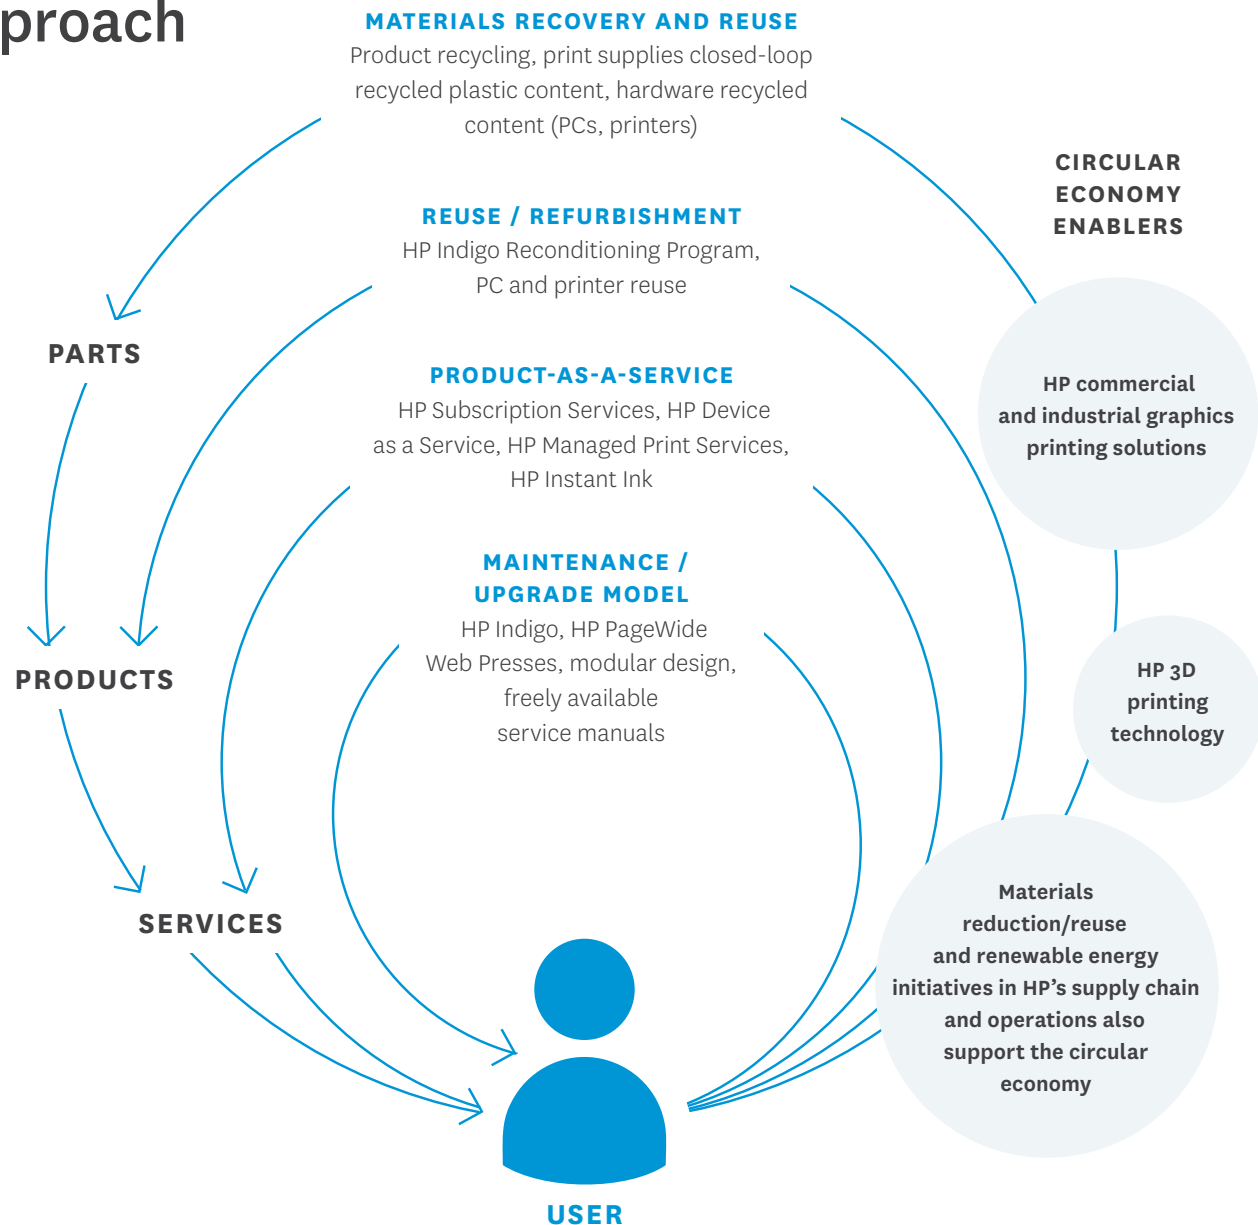 proach
MATERIALS RECOVERY AND REUSE
Product recycling, print supplies closed-loop
recycled plastic content, hardware recycled
content (PCs, printers)
CIRCULAR
ECONOMY
ENABLERS
REUSE / REFURBISHMENT
HP Indigo Reconditioning Program,
PC and printer reuse
PARTS
PRODUCT-AS-A-SERVICE
HP Subscription Services, HP Device
as a Service, HP Managed Print Services,
HP Instant Ink
HP commercial
and industrial graphics
printing solutions
MAINTENANCE /
UPGRADE MODEL
HP Indigo, HP PageWide
Web Presses, modular design,
freely available
service manuals
PRODUCTS
HP 3D
printing
technology
SERVICES
Materials
reduction/reuse
and renewable energy
initiatives in HP's supply chain
and operations also
support the circular
economy
USER